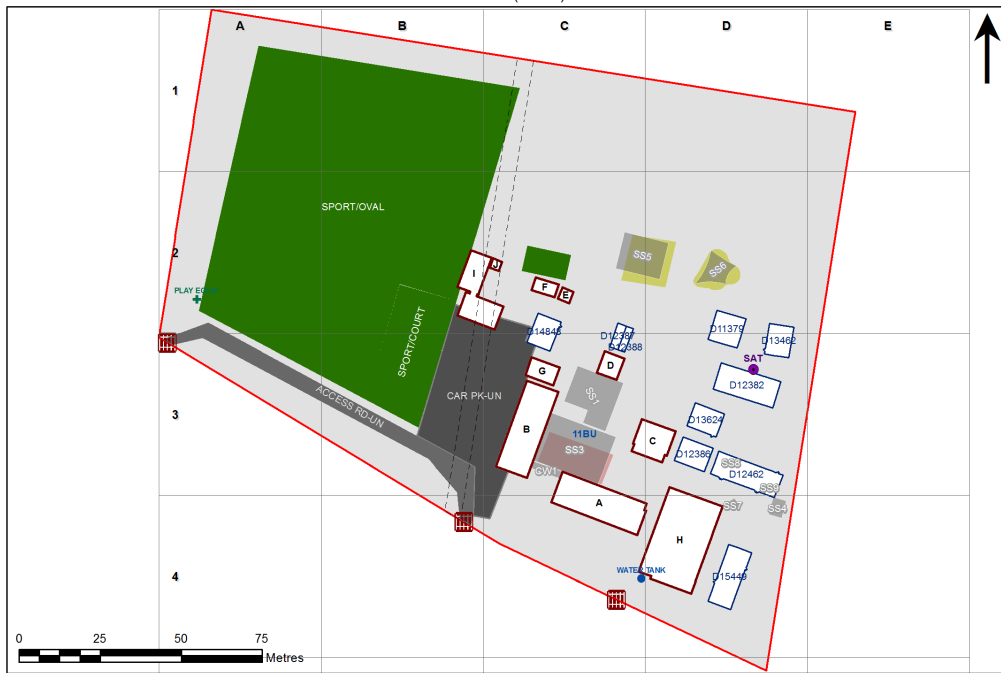 A B C D E
1
SPORT/OVAL
2
PLAY EQUIP
I
J
F
E
SS5
SS6
D14845
D12387
D12388
D11379
D13462
SAT
D12382
SPORT/COURT
ACCESS RD-UN
CAR PK-UN
3
G
D
SS1
B
11BU
SS3
CW1
C
D13624
D12386
SS8
D12462
SS9
A
SS7
SS4
H
4
WATER TANK
D15449
0 25 50 75
Metres